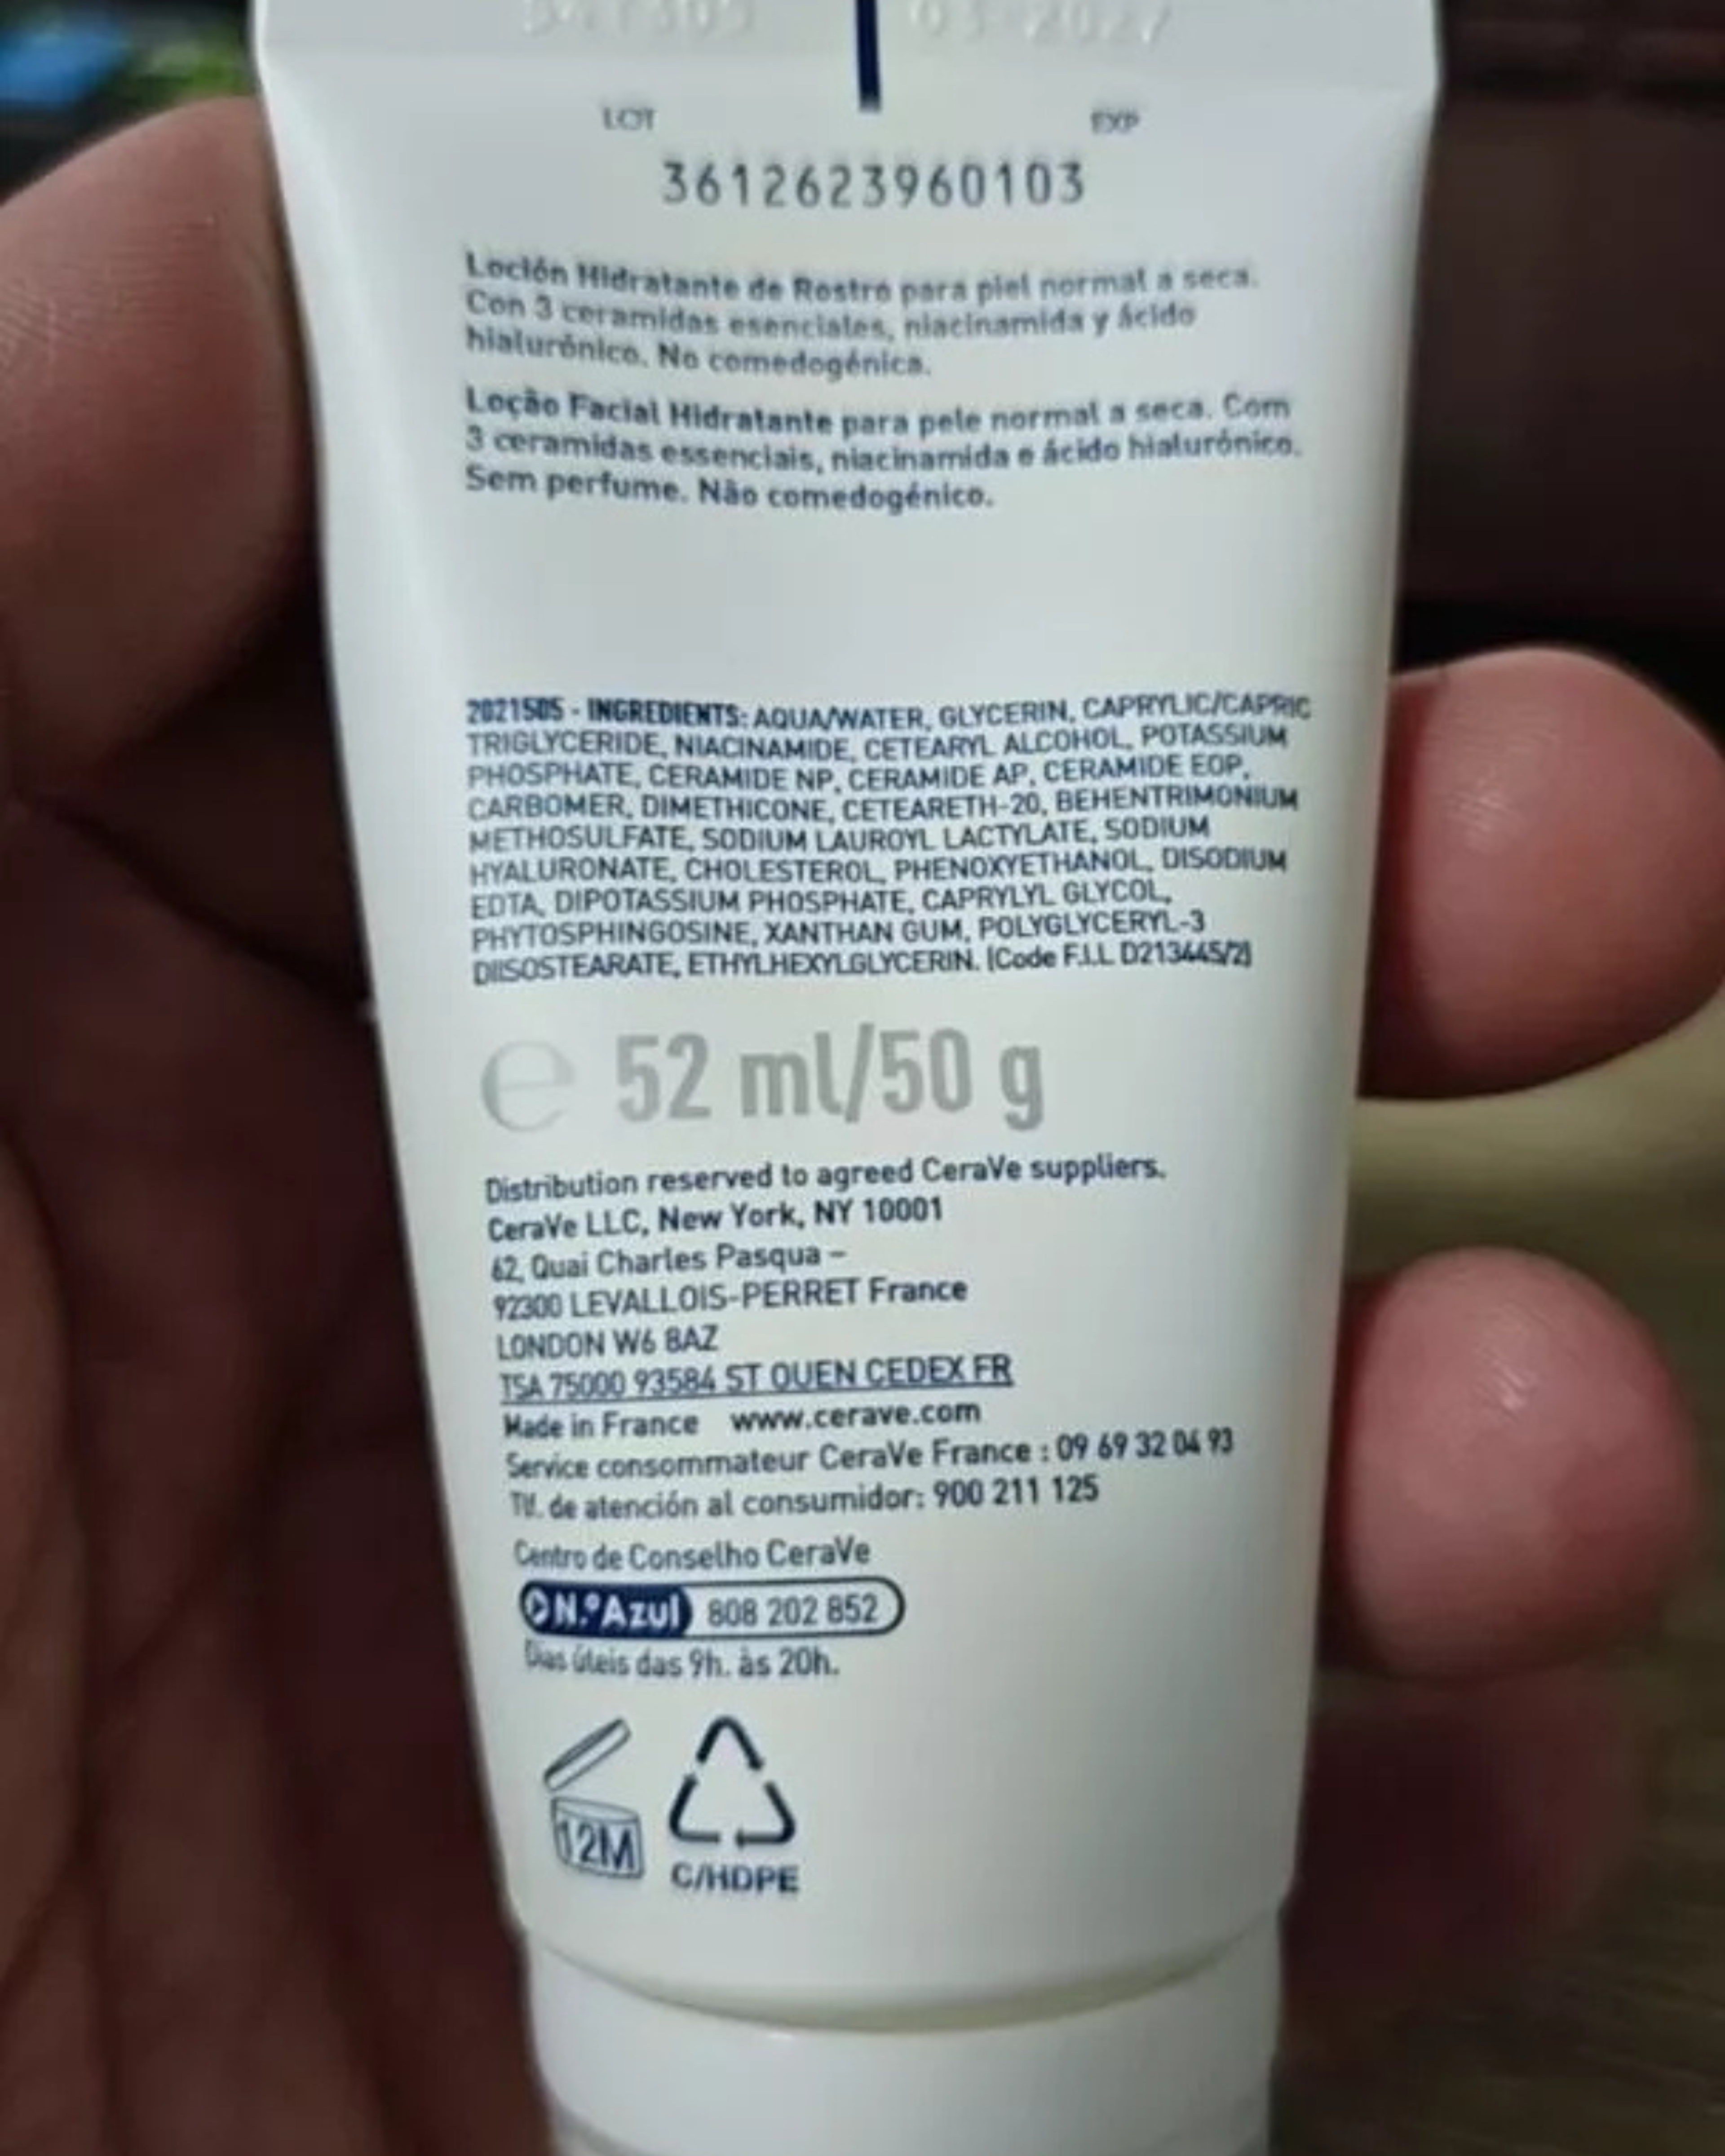 LOT EXP
3612623960103
Loción Hidratante de Rostro para piel normal a seca.
Con 3 ceramidas esenciales, niacinamida y ácido
hialurónico. No comedogénica.
Loção Facial Hidratante para pele normal a seca. Com
3 ceramidas essenciais, niacinamida e ácido hialurónico.
Sem perfume. Não comedogénico.
2021505 - INGREDIENTS: AQUA/WATER, GLYCERIN, CAPRYLIC/CAPRIC
TRIGLYCERIDE, NIACINAMIDE, CETEARYL ALCOHOL, POTASSIUM
PHOSPHATE, CERAMIDE NP, CERAMIDE AP, CERAMIDE EOP,
CARBOMER, DIMETHICONE, CETEARETH-20, BEHENTRIMONIUM
METHOSULFATE, SODIUM LAUROYL LACTYLATE, SODIUM
HYALURONATE, CHOLESTEROL, PHENOXYETHANOL, DISODIUM
EDTA, DIPOTASSIUM PHOSPHATE, CAPRYLYL GLYCOL,
PHYTOSPHINGOSINE, XANTHAN GUM, POLYGLYCERYL-3
DIISOSTEARATE, ETHYLHEXYLGLYCERIN. (Code F.I.L D213445/2)
e 52 ml/50 g
Distribution reserved to agreed CeraVe suppliers.
CeraVe LLC, New York, NY 10001
62, Quai Charles Pasqua –
92300 LEVALLOIS-PERRET France
LONDON W6 8AZ
TSA 75000 93584 ST OUEN CEDEX FR
Made in France www.cerave.com
Service consommateur CeraVe France : 09 69 32 04 93
Tlf. de atención al consumidor: 900 211 125
Centro de Conselho CeraVe
N.º Azul 808 202 852
Dias úteis das 9h. às 20h.
12M
C/HDPE